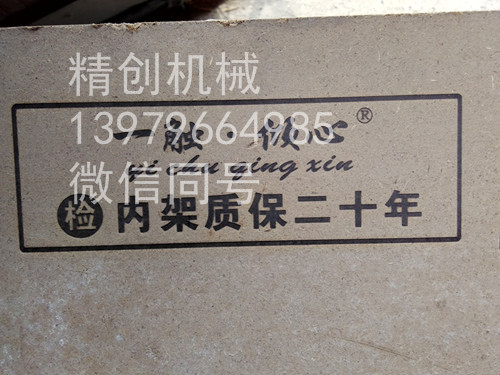 精创机械
13979664985
一触·倾心®
yi chu qing xin
微信同号
检 内架质保二十年